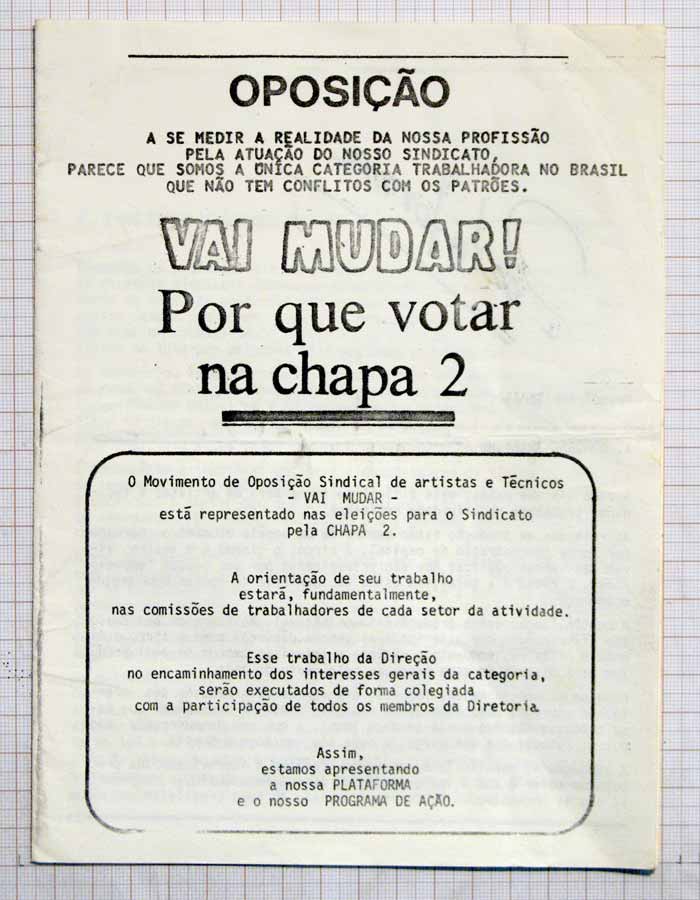 OPOSIÇÃO
A SE MEDIR A REALIDADE DA NOSSA PROFISSÃO
PELA ATUAÇÃO DO NOSSO SINDICATO,
PARECE QUE SOMOS A ÚNICA CATEGORIA TRABALHADORA NO BRASIL
QUE NÃO TEM CONFLITOS COM OS PATRÕES.
VAI MUDAR!
Por que votar
na chapa 2
O Movimento de Oposição Sindical de artistas e Técnicos
- VAI MUDAR -
está representado nas eleições para o Sindicato
pela CHAPA 2.
A orientação de seu trabalho
estará, fundamentalmente,
nas comissões de trabalhadores de cada setor da atividade.
Esse trabalho da Direção
no encaminhamento dos interesses gerais da categoria,
serão executados de forma colegiada
com a participação de todos os membros da Diretoria.
Assim,
estamos apresentando
a nossa PLATAFORMA
e o nosso PROGRAMA DE AÇÃO.